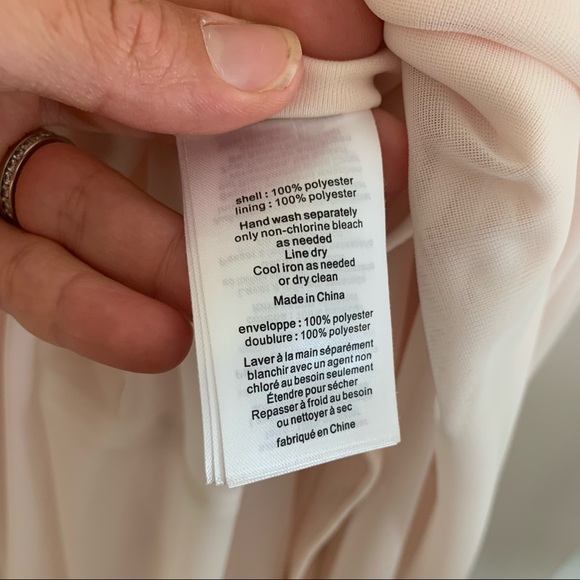 shell : 100% polyester
lining : 100% polyester
Hand wash separately
only non-chlorine bleach
as needed
Line dry
Cool iron as needed
or dry clean
Made in China
enveloppe : 100% polyester
doublure : 100% polyester
Laver à la main séparément
blanchir avec un agent non
chloré au besoin seulement
Étendre pour sécher
Repasser à froid au besoin
ou nettoyer à sec
fabriqué en Chine